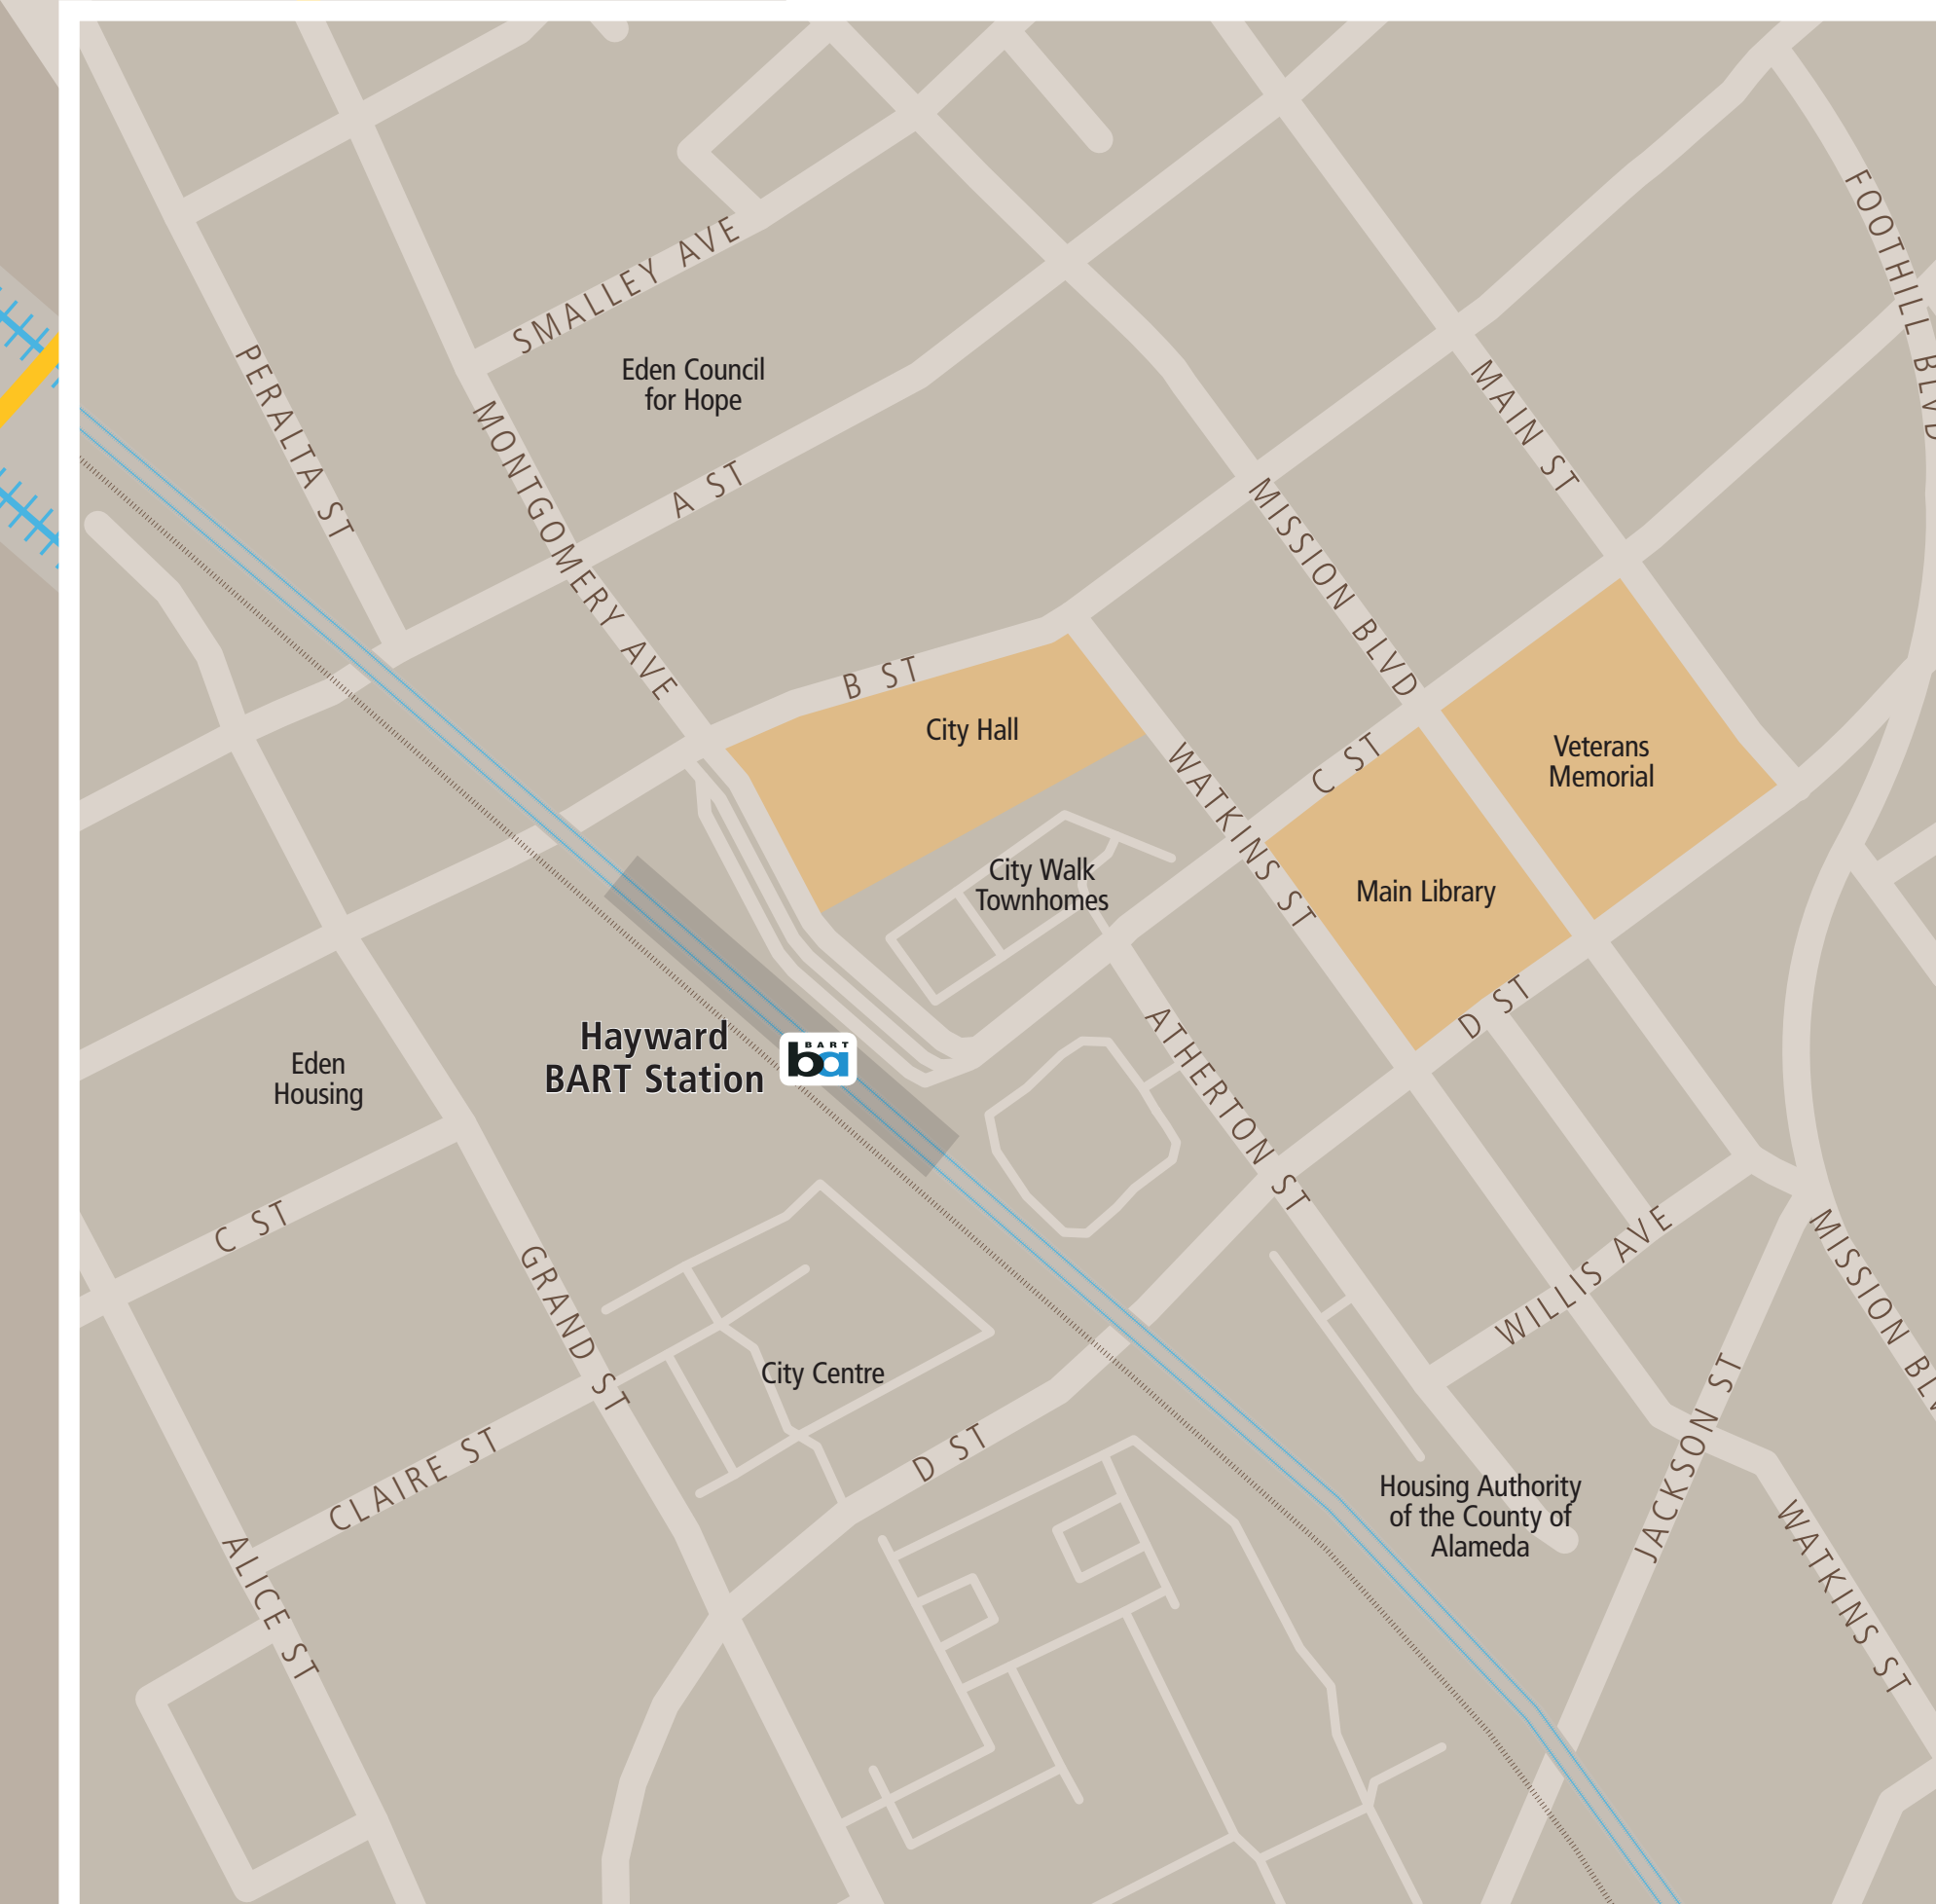 FOOTHILL BLVD
SMALLEY AVE
PERALTA ST
Eden Council
for Hope
MAIN ST
MONTGOMERY AVE
A ST
MISSION BLVD
B ST
City Hall
C ST
Veterans
Memorial
WATKINS ST
City Walk
Townhomes
Main Library
D ST
Hayward
BART Station
BART
ba
Eden
Housing
ATHERTON ST
C ST
GRAND ST
WILLIS AVE
MISSION BLV
City Centre
JACKSON ST
D ST
CLAIRE ST
Housing Authority
of the County of
Alameda
WATKINS ST
ALICE ST